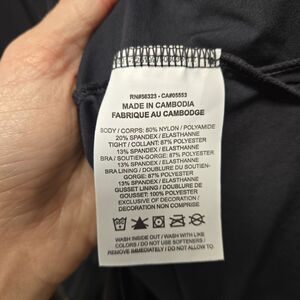 RN#56323 - CA#05553
MADE IN CAMBODIA
FABRIQUE AU CAMBODGE
BODY / CORPS: 80% NYLON / POLYAMIDE
20% SPANDEX / ELASTHANNE
TIGHT / COLLANT: 87% POLYESTER
13% SPANDEX / ELASTHANNE
BRA / SOUTIEN-GORGE: 87% POLYESTER
13% SPANDEX / ELASTHANNE
BRA LINING / DOUBLURE DU SOUTIEN-
GORGE: 87% POLYESTER
13% SPANDEX / ELASTHANNE
GUSSET LINING / DOUBLURE DE
GOUSSET: 100% POLYESTER
EXCLUSIVE OF DECORATION /
DECORATION NON COMPRISE
WASH INSIDE OUT / WASH WITH LIKE
COLORS / DO NOT USE SOFTENERS /
REMOVE IMMEDIATELY / DO NOT ALLOW TO